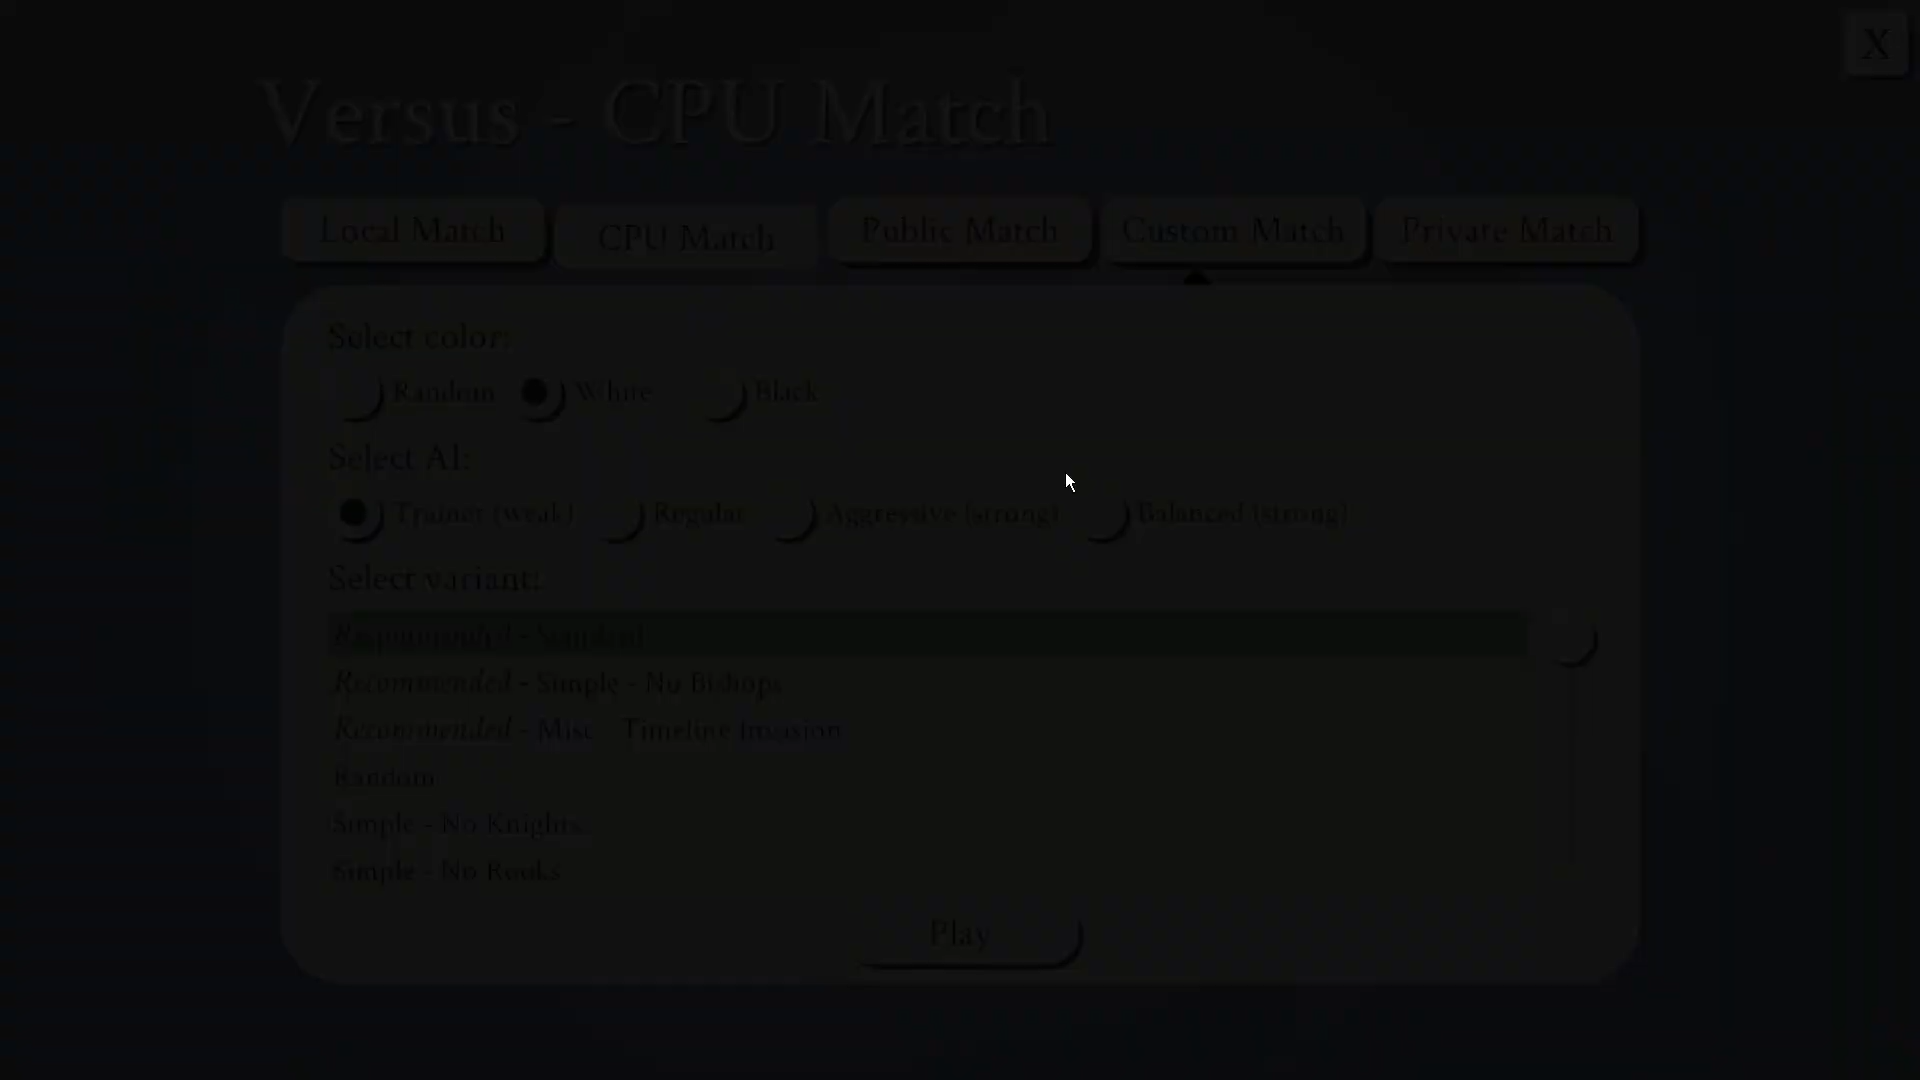 X
Versus - CPU Match
Local Match
CPU Match
Public Match
Custom Match
Private Match
Select color:
Random
White
Black
Select AI:
Trainer (weak)
Regular
Aggressive (strong)
Balanced (strong)
Select variant:
Recommended - Standard
Recommended - Simple - No Bishops
Recommended - Misc - Timeline Invasion
Random
Simple - No Knights
Simple - No Rooks
Play